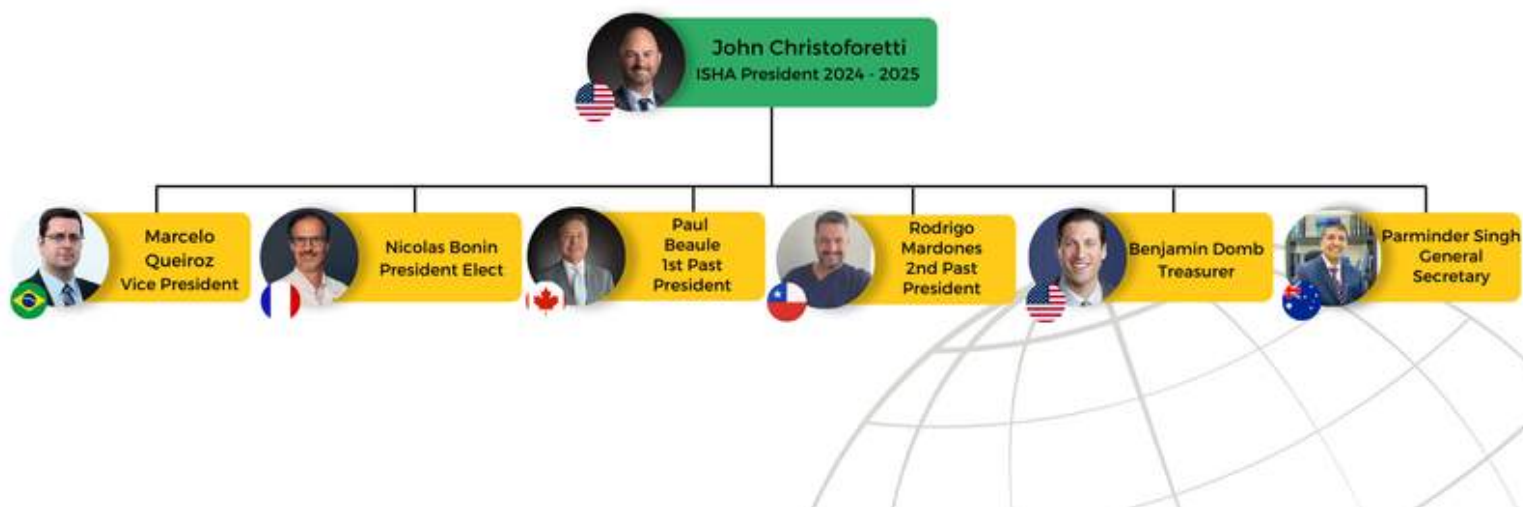 John Christoforetti
ISHA President 2024 - 2025
Marcelo
Queiroz
Vice President
Nicolas Bonin
President Elect
Paul
Beaule
1st Past
President
Rodrigo
Mardones
2nd Past
President
Benjamin Domb
Treasurer
Parminder Singh
General
Secretary